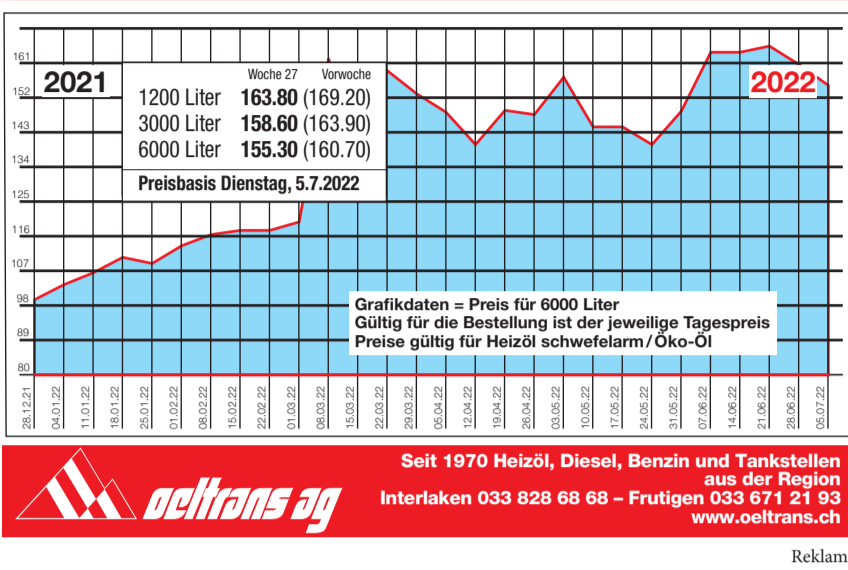 161
152
143
134
125
116
107
98
89
80
2021
Woche 27 Vorwoche
1200 Liter 163.80 (169.20)
3000 Liter 158.60 (163.90)
6000 Liter 155.30 (160.70)
Preisbasis Dienstag, 5.7.2022
2022
Grafikdaten = Preis für 6000 Liter
Gültig für die Bestellung ist der jeweilige Tagespreis
Preise gültig für Heizöl schwefelarm/Öko-Öl
28.12.21
04.01.22
11.01.22
18.01.22
25.01.22
01.02.22
08.02.22
15.02.22
22.02.22
01.03.22
08.03.22
15.03.22
22.03.22
29.03.22
05.04.22
12.04.22
19.04.22
26.04.22
03.05.22
10.05.22
17.05.22
24.05.22
31.05.22
07.06.22
14.06.22
21.06.22
28.06.22
05.07.22
oeltrans ag
Seit 1970 Heizöl, Diesel, Benzin und Tankstellen
aus der Region
Interlaken 033 828 68 68 – Frutigen 033 671 21 93
www.oeltrans.ch
Reklam